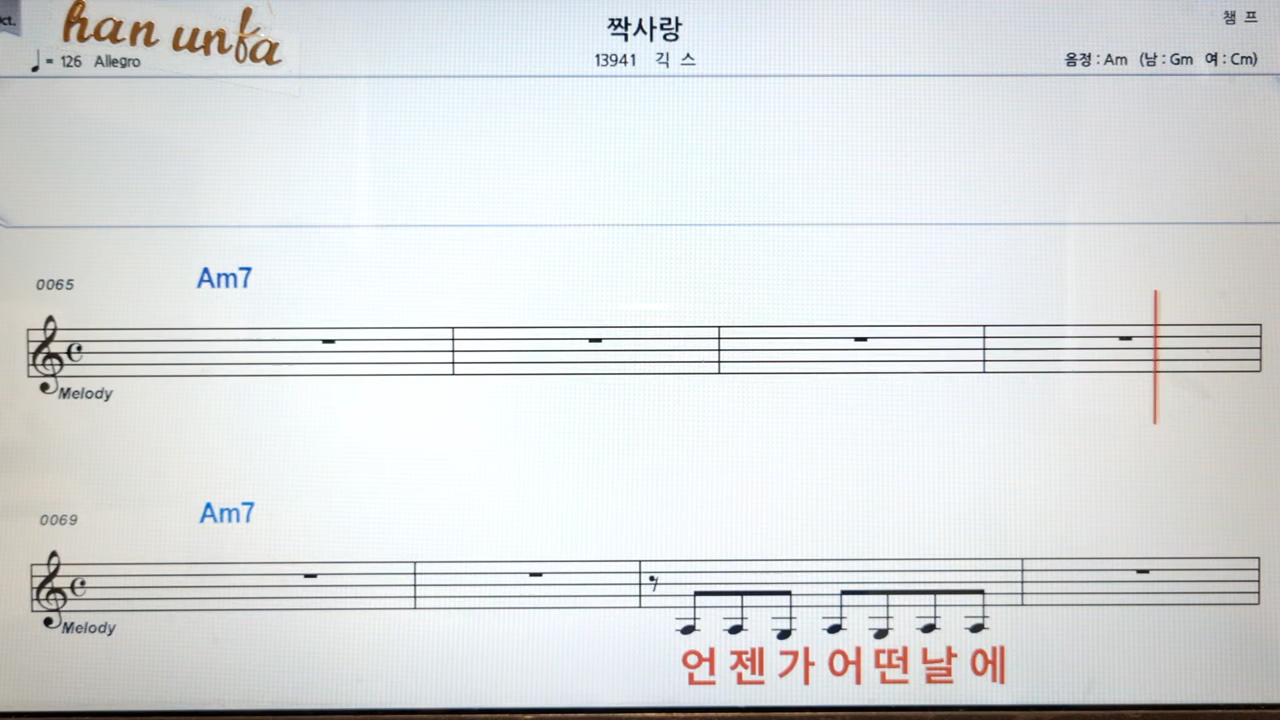 ct.
han unfa
짝사랑
챔 프
♩= 126 Allegro
13941 긱 스
음정 : Am (남 : Gm 여 : Cm)
0065
Am7
Melody
0069
Am7
Melody
언 젠 가 어 떤 날 에